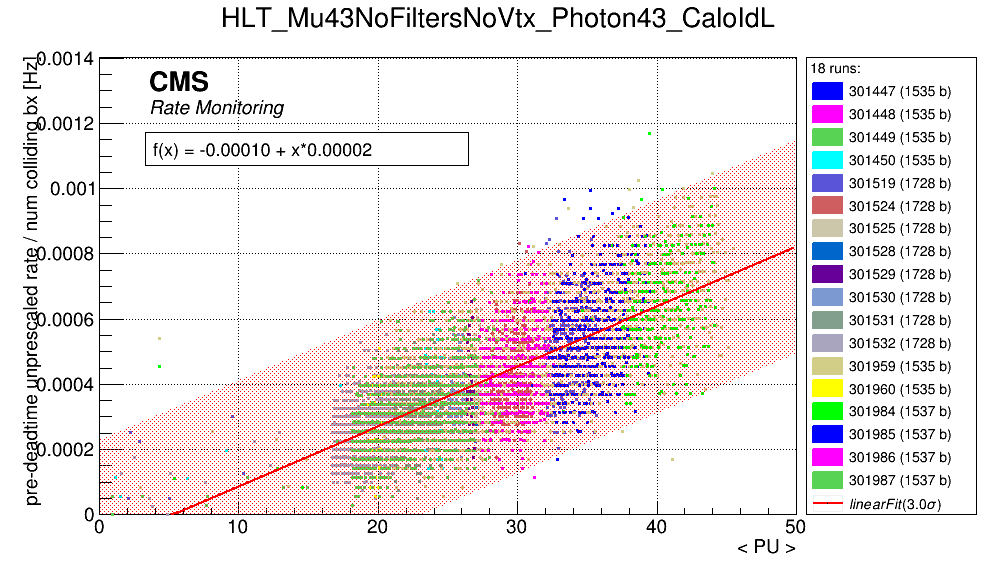 HLT_Mu43NoFiltersNoVtx_Photon43_CaloIdL
pre-deadtime unprescaled rate / num colliding bx [Hz]
0.0014
0.0012
0.001
0.0008
0.0006
0.0004
0.0002
0
CMS
Rate Monitoring
f(x) = -0.00010 + x*0.00002
0 10 20 30 40 50
< PU >
18 runs:
301447 (1535 b)
301448 (1535 b)
301449 (1535 b)
301450 (1535 b)
301519 (1728 b)
301524 (1728 b)
301525 (1728 b)
301528 (1728 b)
301529 (1728 b)
301530 (1728 b)
301531 (1728 b)
301532 (1728 b)
301959 (1535 b)
301960 (1535 b)
301984 (1537 b)
301985 (1537 b)
301986 (1537 b)
301987 (1537 b)
linearFit(3.0σ)